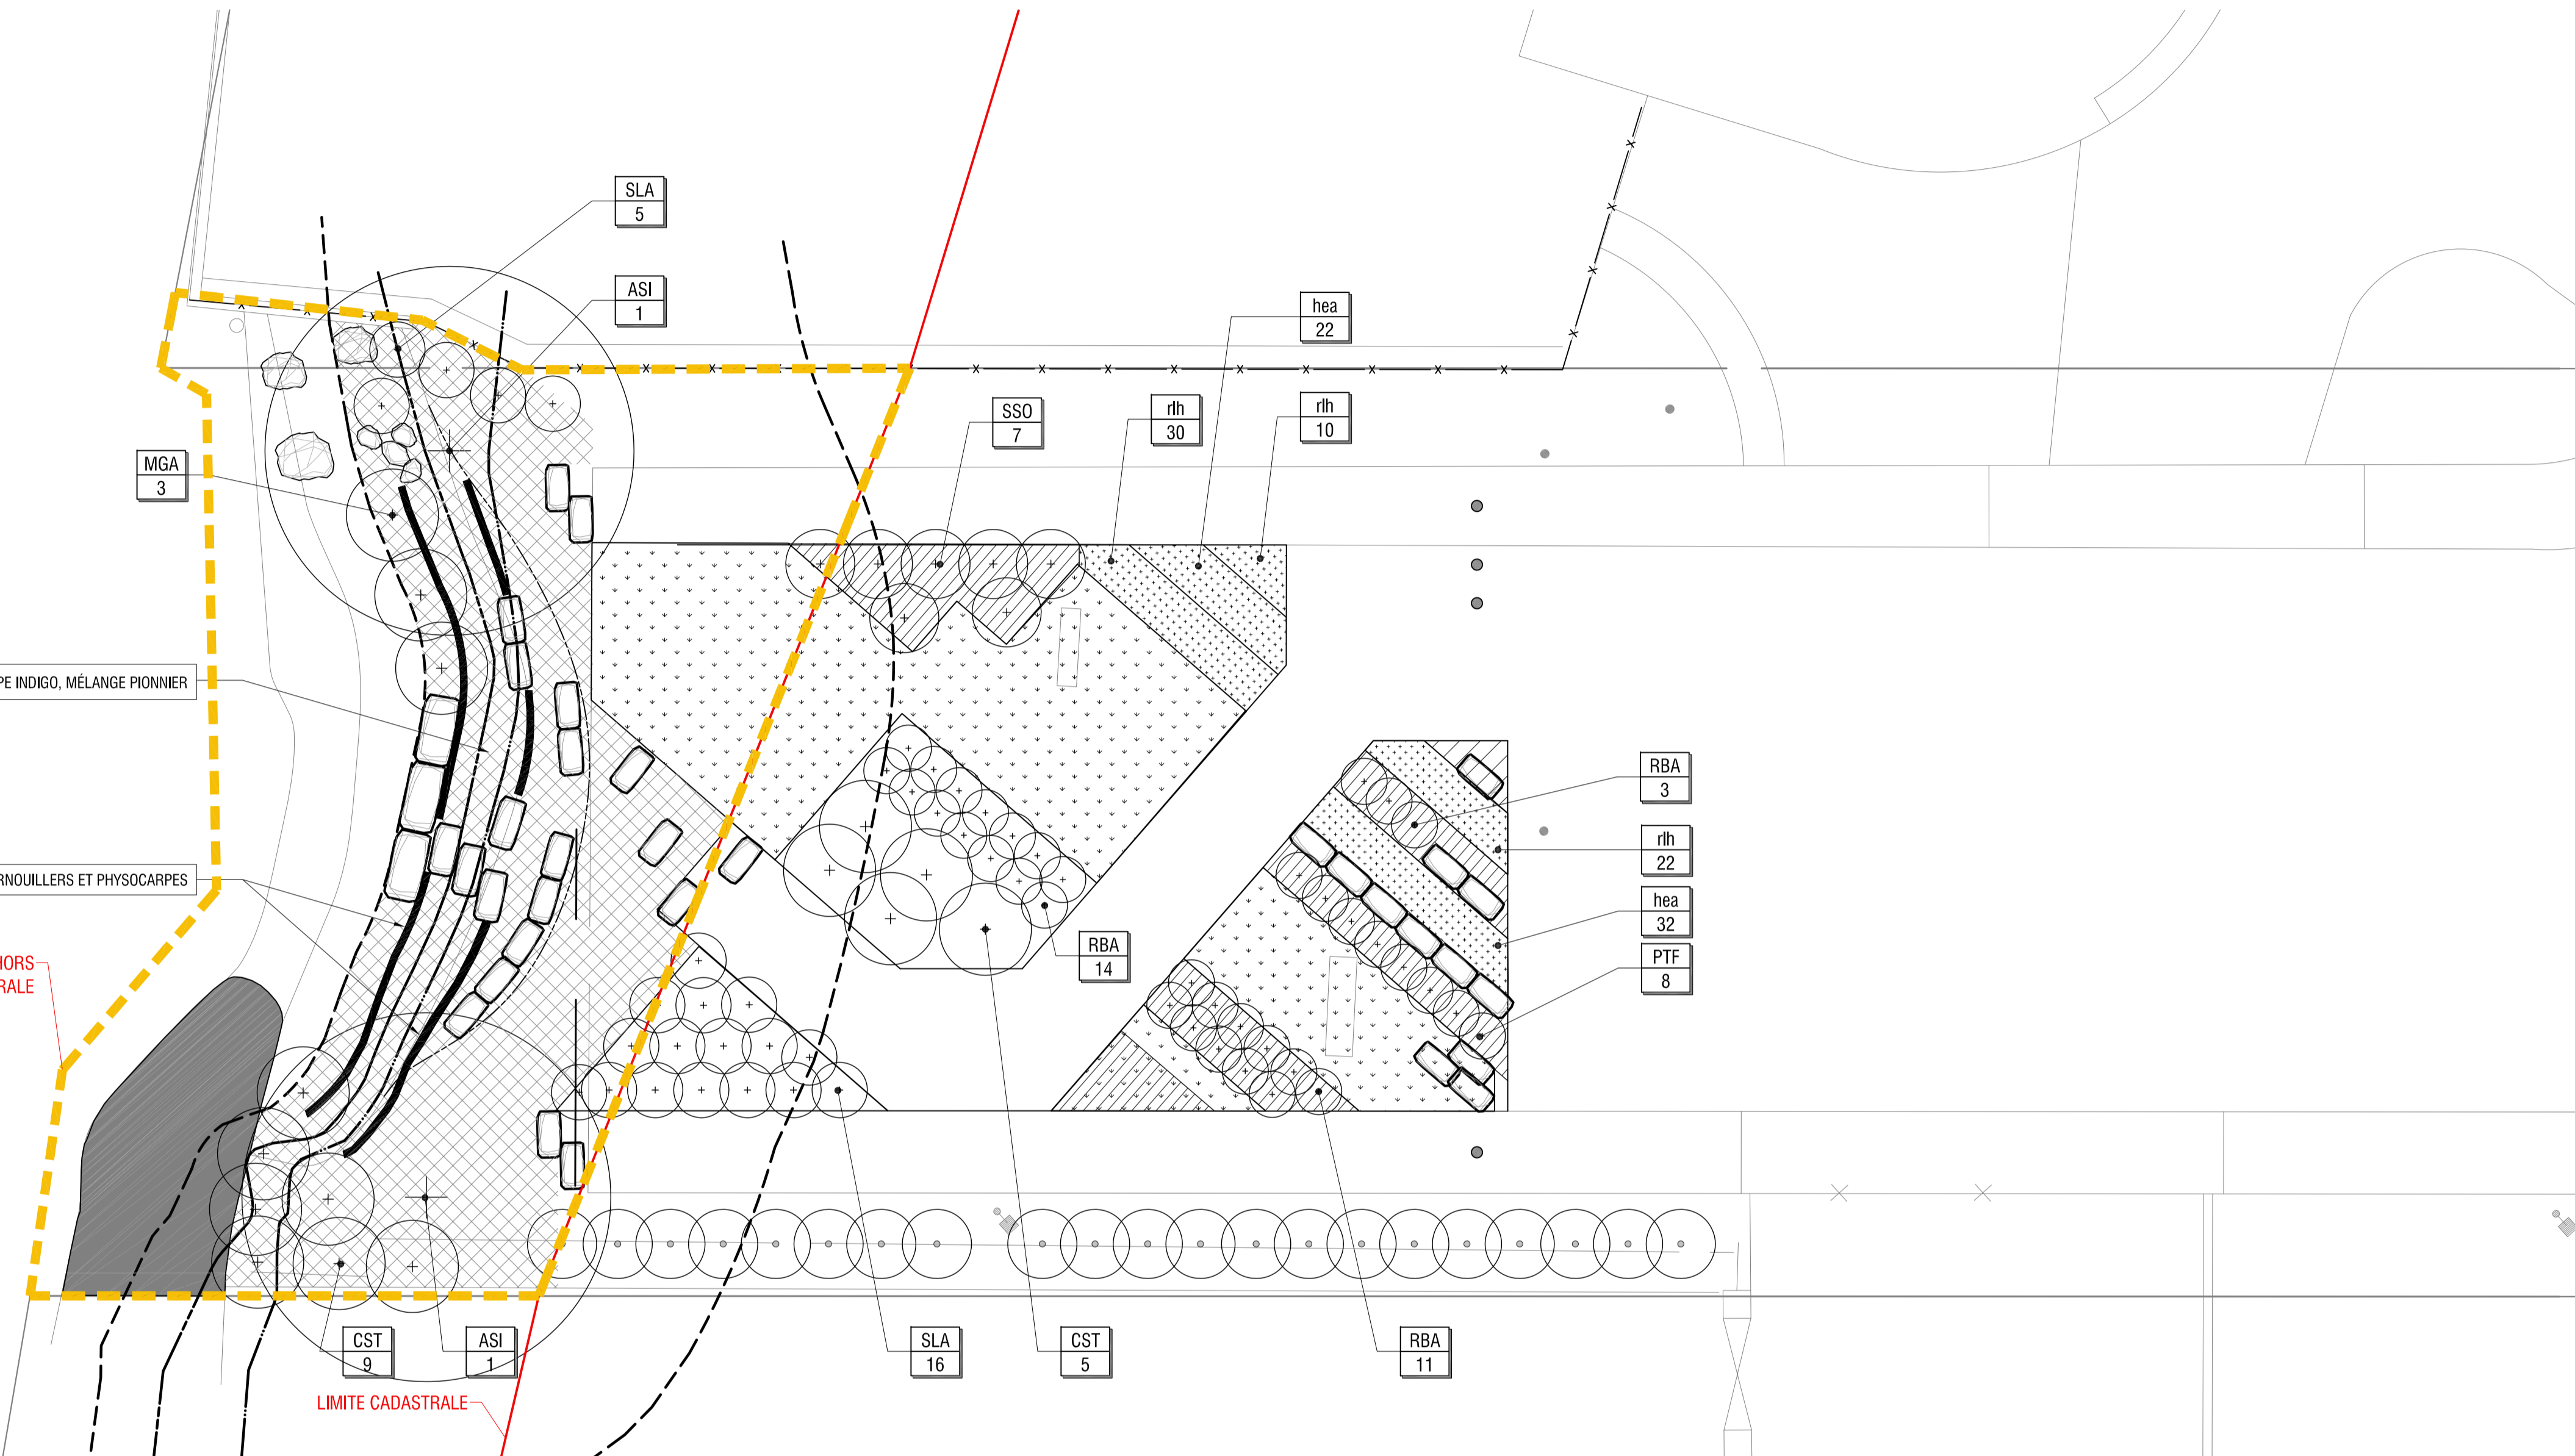 SLA
5
ASI
1
hea
22
SSO
7
rlh
30
rlh
10
MGA
3
PE INDIGO, MÉLANGE PIONNIER
RBA
3
rlh
22
RNOUILLERS ET PHYSOCARPES
hea
32
RBA
14
PTF
8
HORS
RALE
CST
9
ASI
1
SLA
16
CST
5
RBA
11
LIMITE CADASTRALE